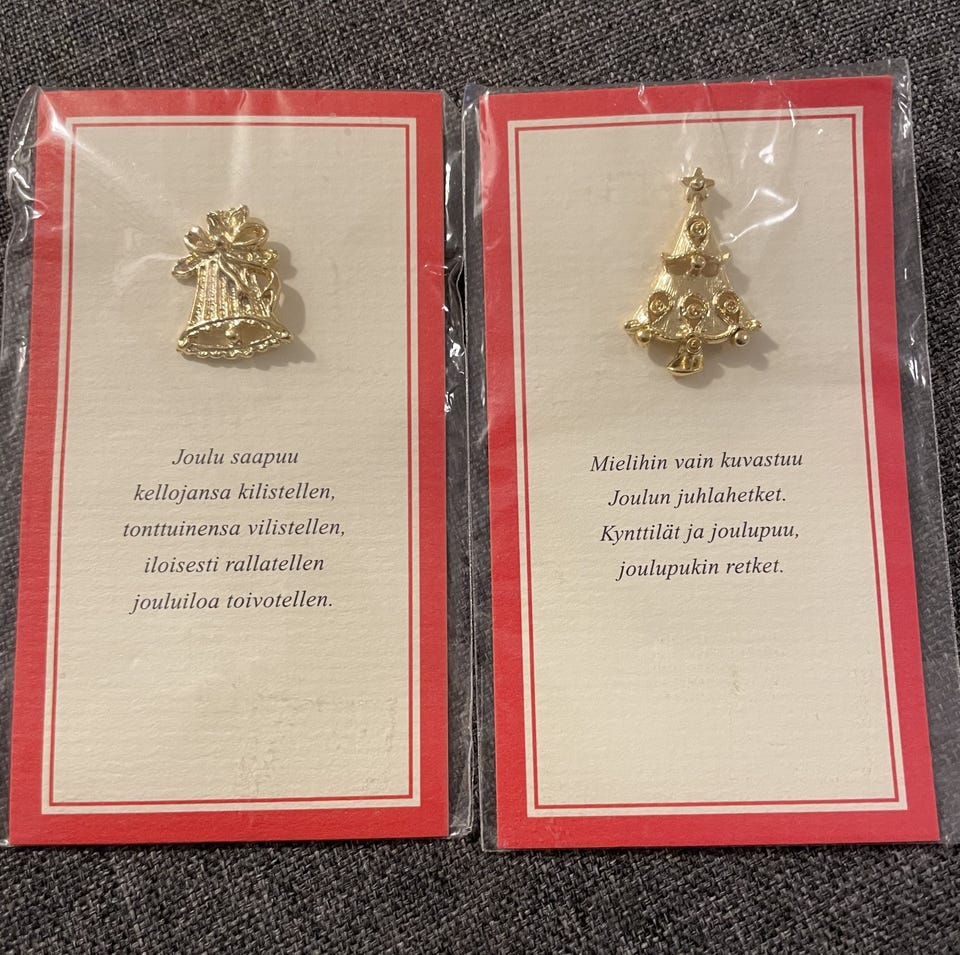 Joulu saapuu
kellojansa kilistellen,
tonttuinensa vilistellen,
iloisesti rallatellen
jouluiloa toivotellen.
Mielihin vain kuvastuu
Joulun juhlahetket.
Kynttilät ja joulupuu,
joulupukin retket.